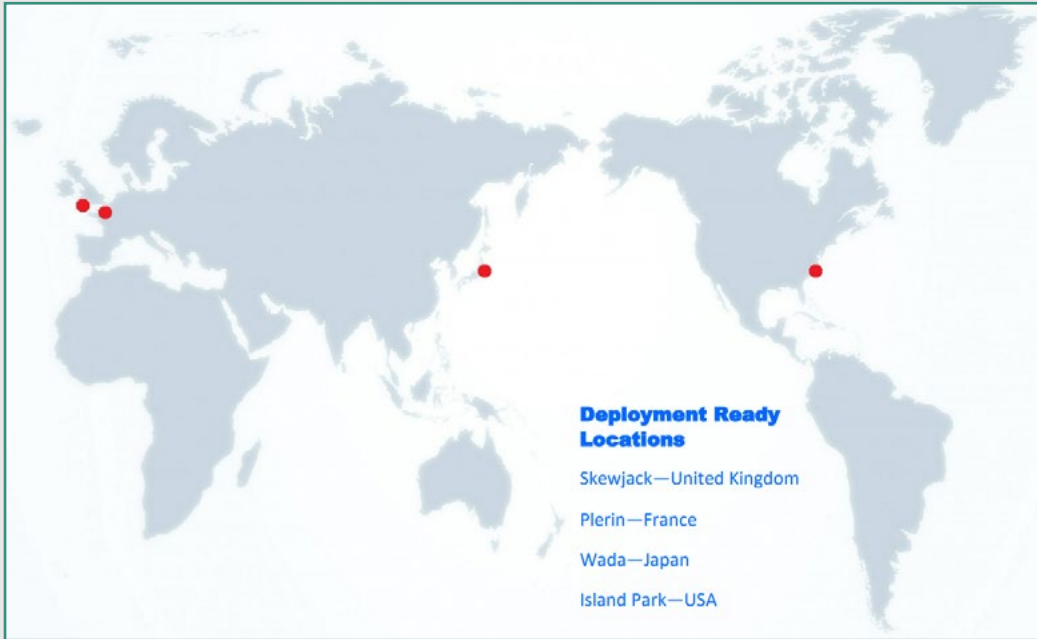 Deployment Ready
Locations
Skewjack—United Kingdom
Plerin—France
Wada—Japan
Island Park—USA